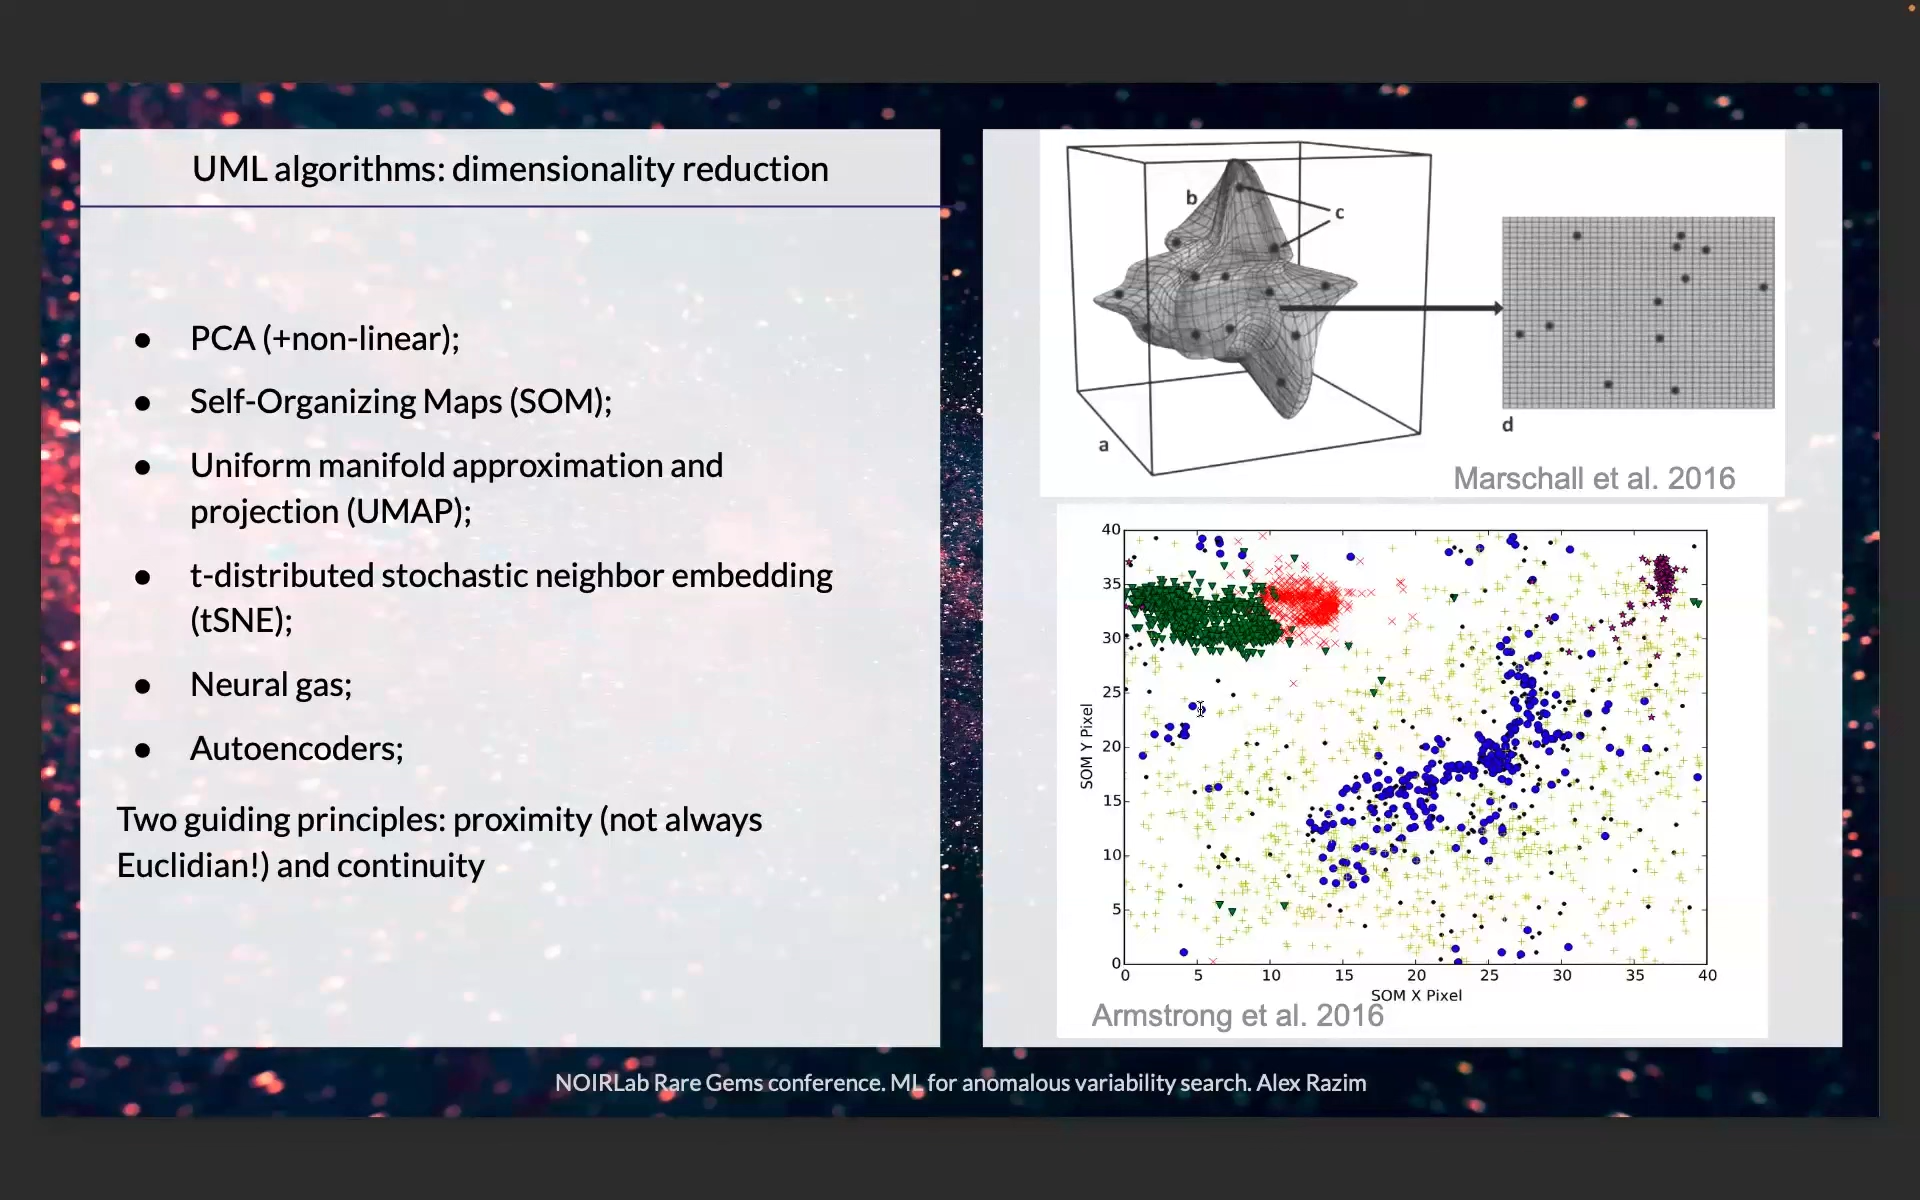 UML algorithms: dimensionality reduction
● PCA (+non-linear);
● Self-Organizing Maps (SOM);
● Uniform manifold approximation and
projection (UMAP);
● t-distributed stochastic neighbor embedding
(tSNE);
● Neural gas;
● Autoencoders;
Two guiding principles: proximity (not always
Euclidian!) and continuity
b
c
a
d
Marschall et al. 2016
40
35
30
25
20
15
10
5
0
SOM Y Pixel
0 5 10 15 20 25 30 35 40
SOM X Pixel
Armstrong et al. 2016
NOIRLab Rare Gems conference. ML for anomalous variability search. Alex Razim